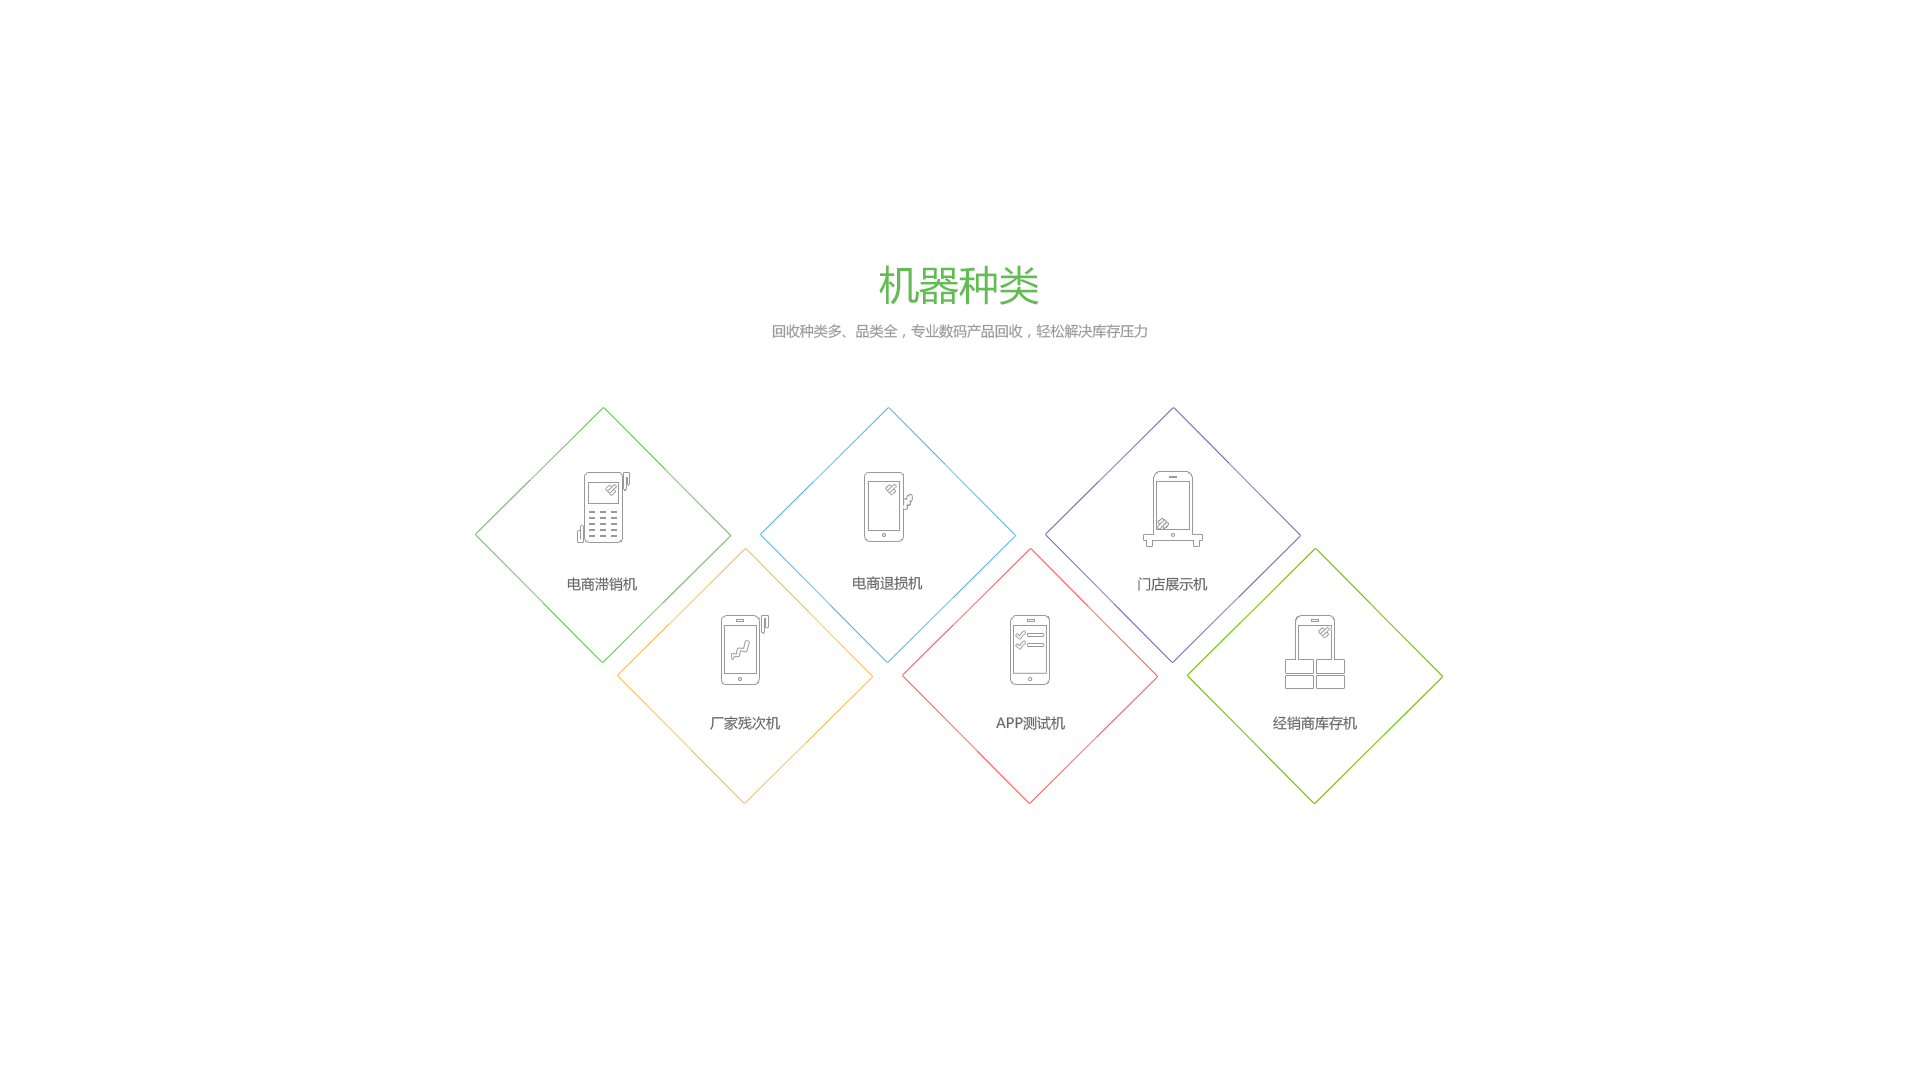 机器种类
回收种类多、品类全，专业数码产品回收，轻松解决库存压力
电商滞销机
电商退损机
门店展示机
厂家残次机
APP测试机
经销商库存机